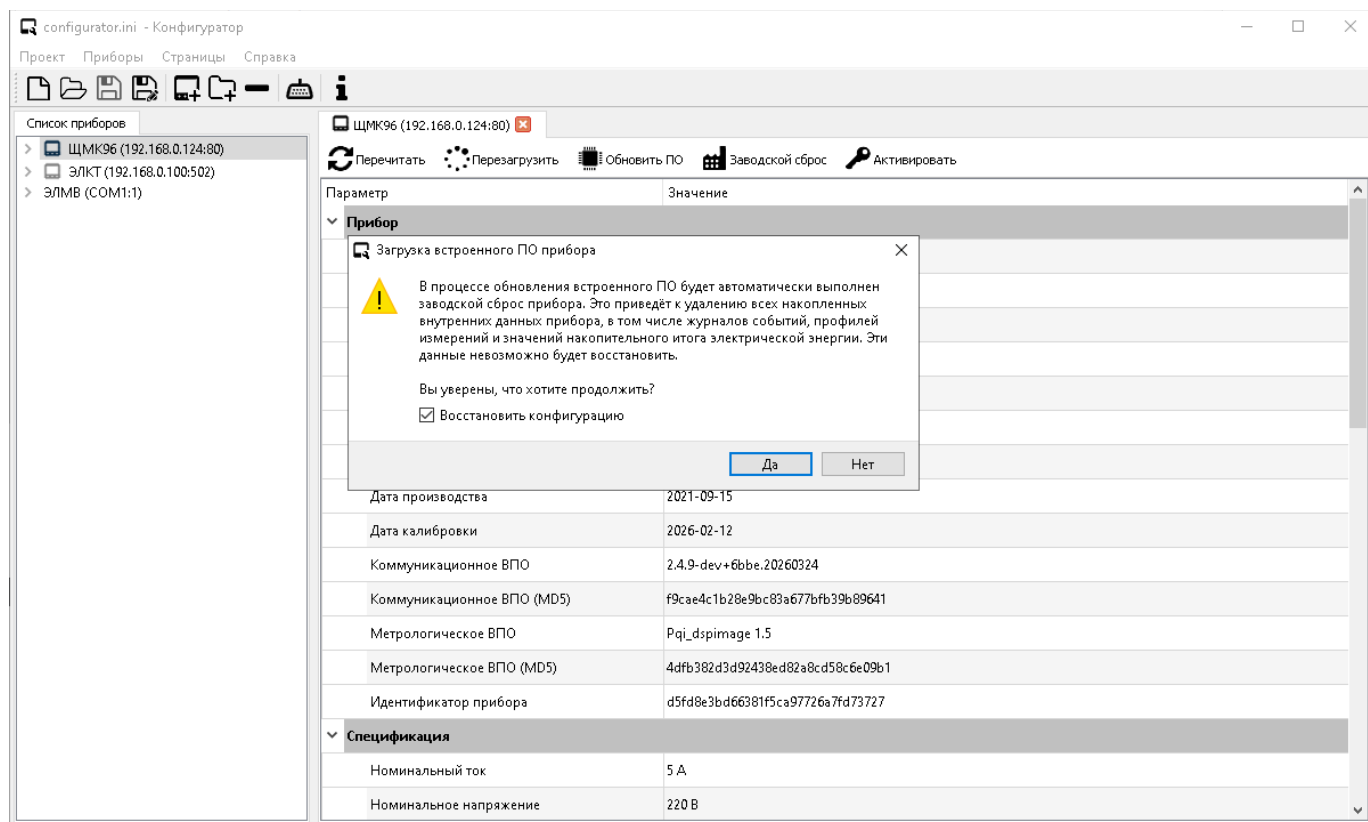 configurator.ini - Конфигуратор
Проект Приборы Страницы Справка
Список приборов
ЩМК96 (192.168.0.124:80)
ЭЛКТ (192.168.0.100:502)
ЭЛМВ (COM1:1)
ЩМК96 (192.168.0.124:80)
Перечитать Перезагрузить Обновить ПО Заводской сброс Активировать
Параметр Значение
Прибор
Загрузка встроенного ПО прибора
В процессе обновления встроенного ПО будет автоматически выполнен
заводской сброс прибора. Это приведёт к удалению всех накопленных
внутренних данных прибора, в том числе журналов событий, профилей
измерений и значений накопительного итога электрической энергии. Эти
данные невозможно будет восстановить.
Вы уверены, что хотите продолжить?
Восстановить конфигурацию
Да Нет
Дата производства 2021-09-15
Дата калибровки 2026-02-12
Коммуникационное ВПО 2.4.9-dev+6bbe.20260324
Коммуникационное ВПО (MD5) f9cae4c1b28e9bc83a677bfb39b89641
Метрологическое ВПО Pqi_dspimage 1.5
Метрологическое ВПО (MD5) 4dfb382d3d92438ed82a8cd58c6e09b1
Идентификатор прибора d5fd8e3bd66381f5ca97726a7fd73727
Спецификация
Номинальный ток 5 А
Номинальное напряжение 220 В